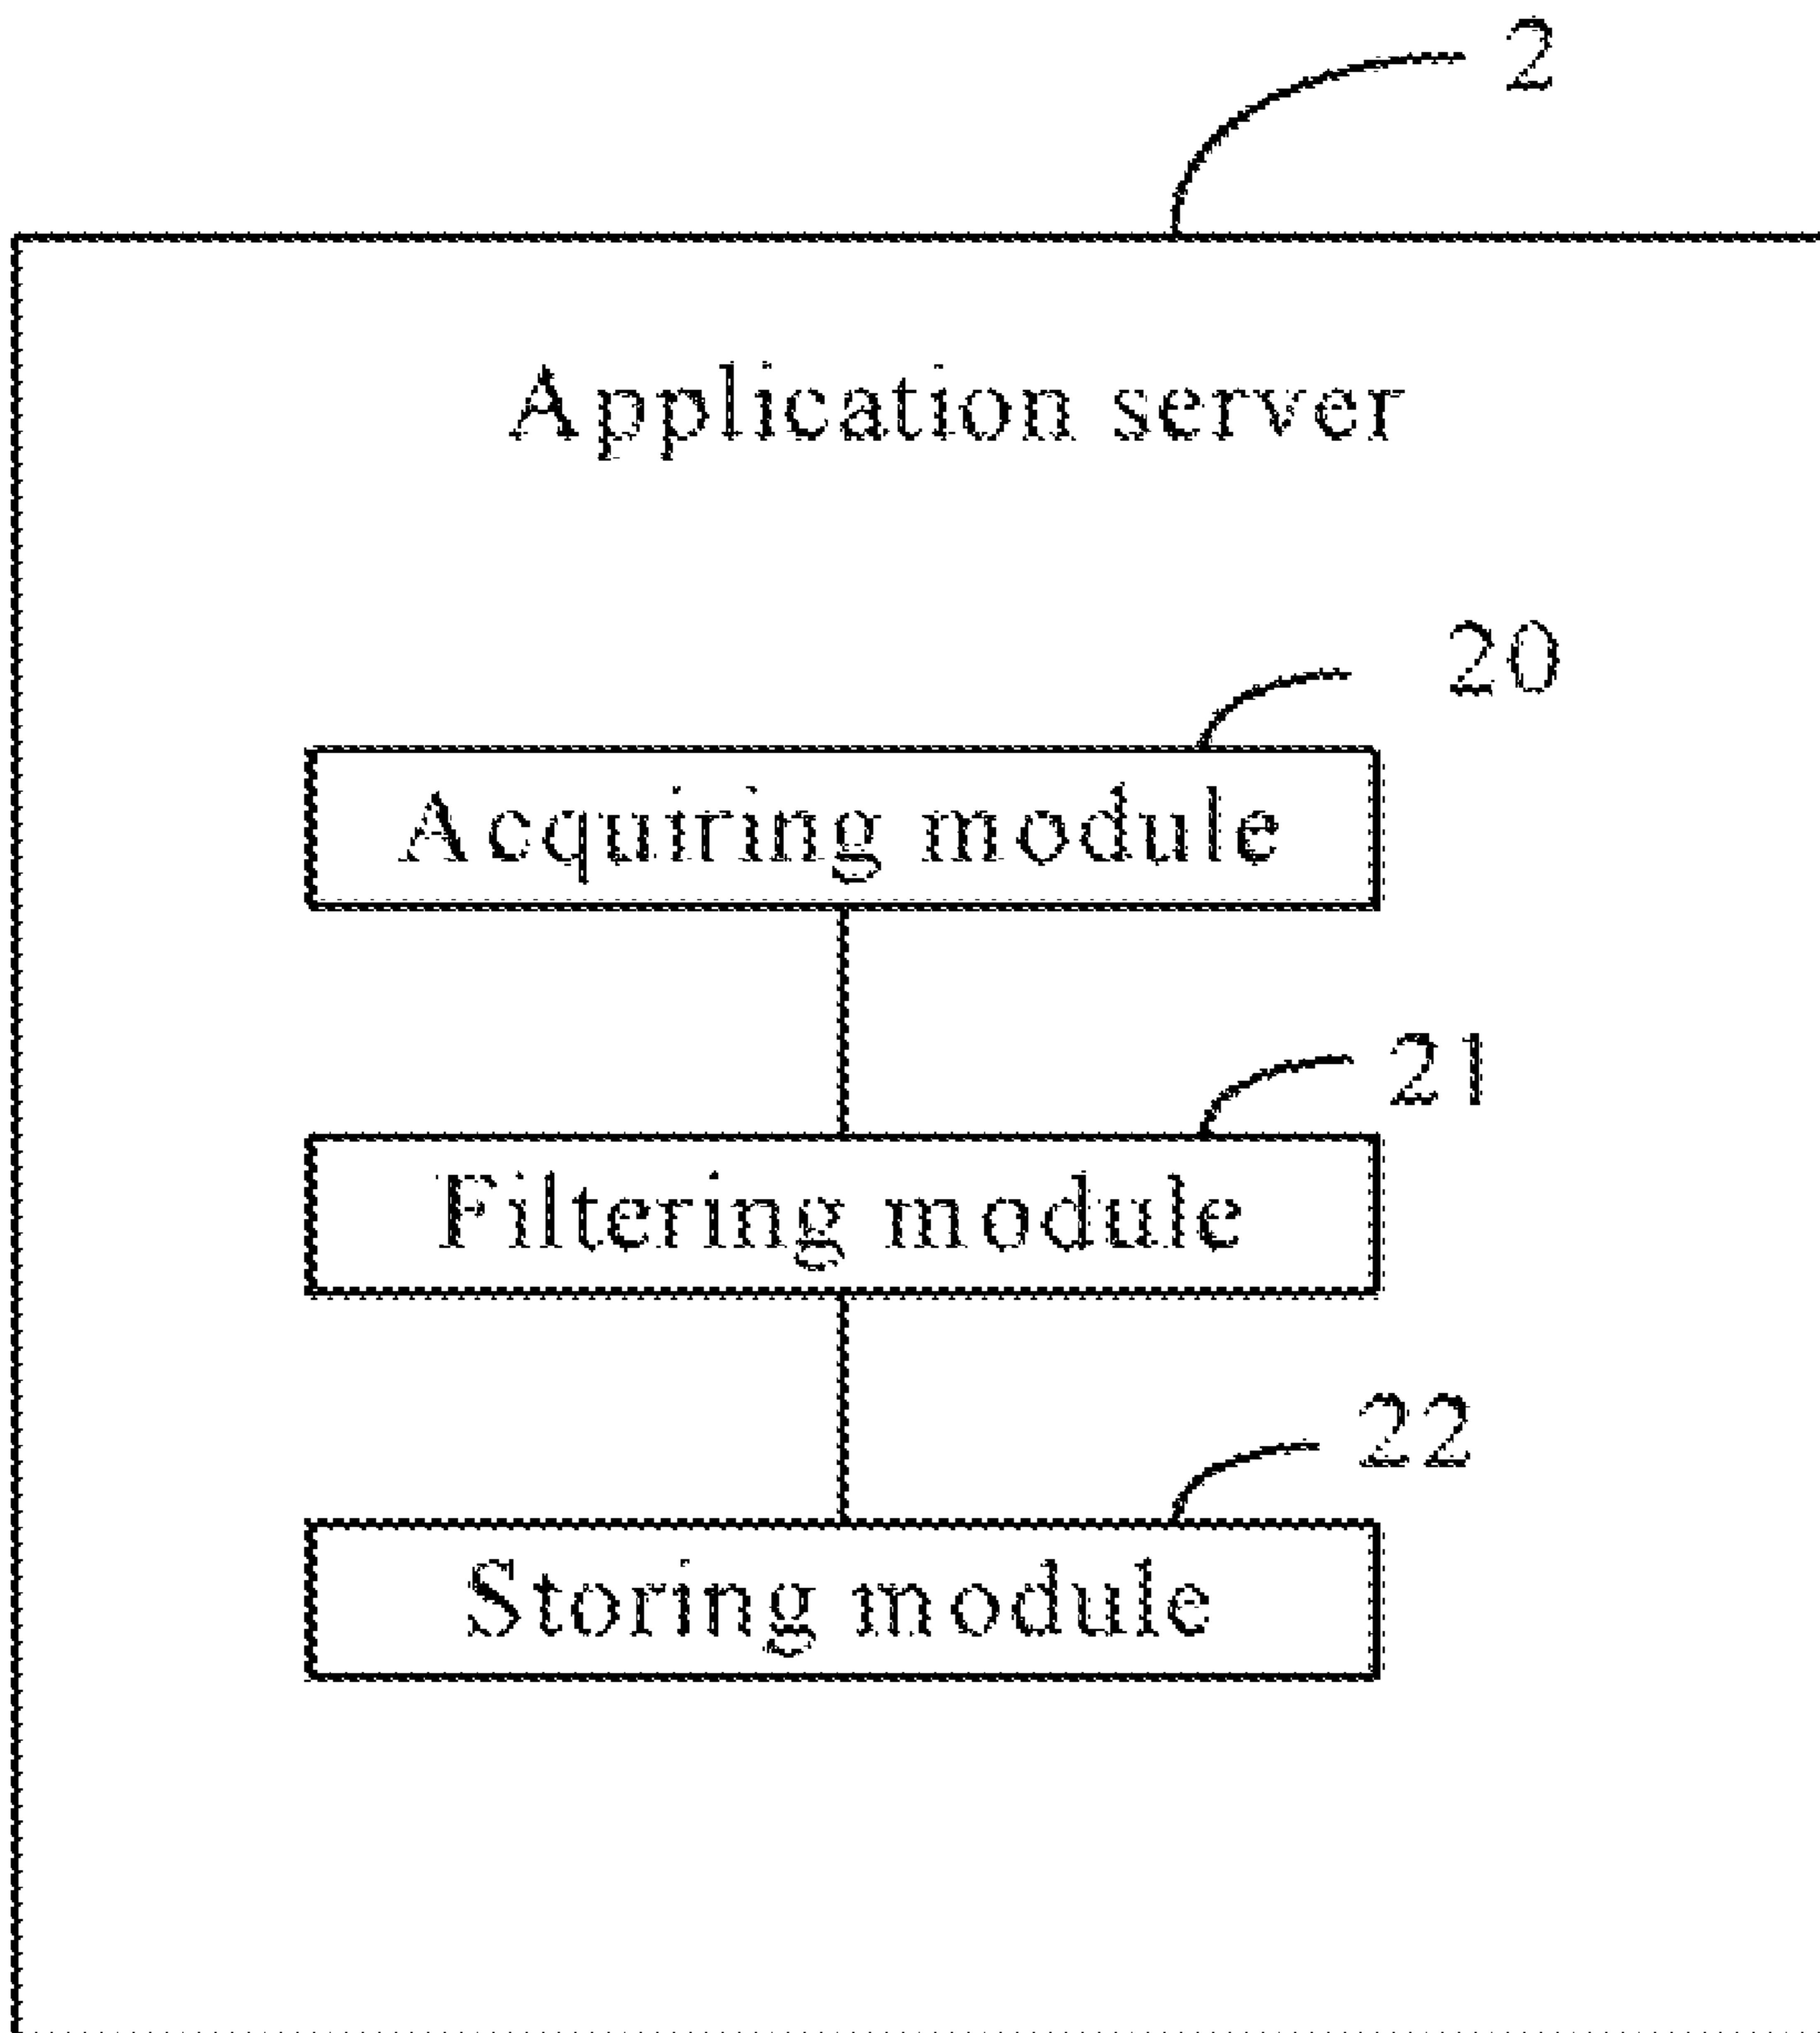 2
Application server
20
Acquiring module
21
Filtering module
22
Storing module